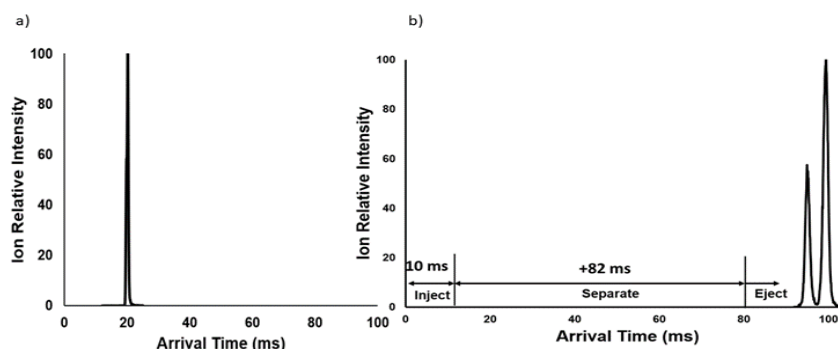 a)
Ion Relative Intensity
100
80
60
40
20
0
0 20 40 60 80 100
Arrival Time (ms)
b)
Ion Relative Intensity
100
80
60
40
20
0
10 ms +82 ms
Inject Separate Eject
0 20 40 60 80 100
Arrival Time (ms)